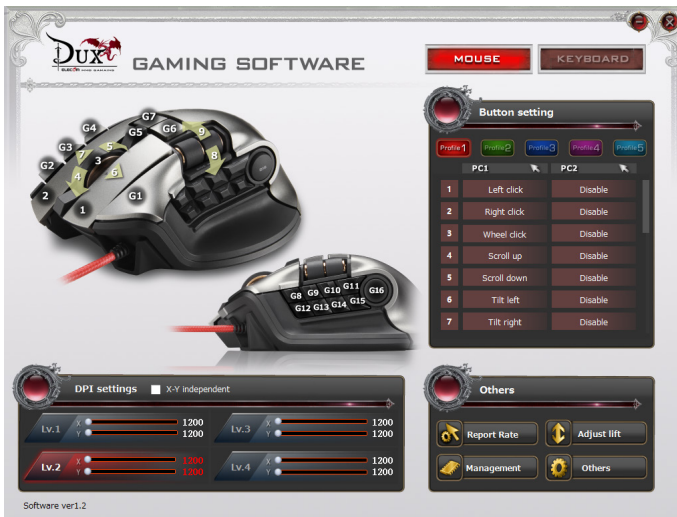 DUX
ELECOM
GAMING SOFTWARE
MOUSE
KEYBOARD
G7
G4
G5
G6
9
G3
5
7
3
8
G2
4
6
2
1
G1
G8 G9 G10 G11 G16
G12 G13 G14 G15
Button setting
Profile1 Profile2 Profile3 Profile4 Profile5
PC1 PC2
1 Left click Disable
2 Right click Disable
3 Wheel click Disable
4 Scroll up Disable
5 Scroll down Disable
6 Tilt left Disable
7 Tilt right Disable
DPI settings X-Y independent
Lv.1 X 1200
Y 1200
Lv.3 X 1200
Y 1200
Lv.2 X 1200
Y 1200
Lv.4 X 1200
Y 1200
Others
Report Rate
Adjust lift
Management
Others
Software ver1.2